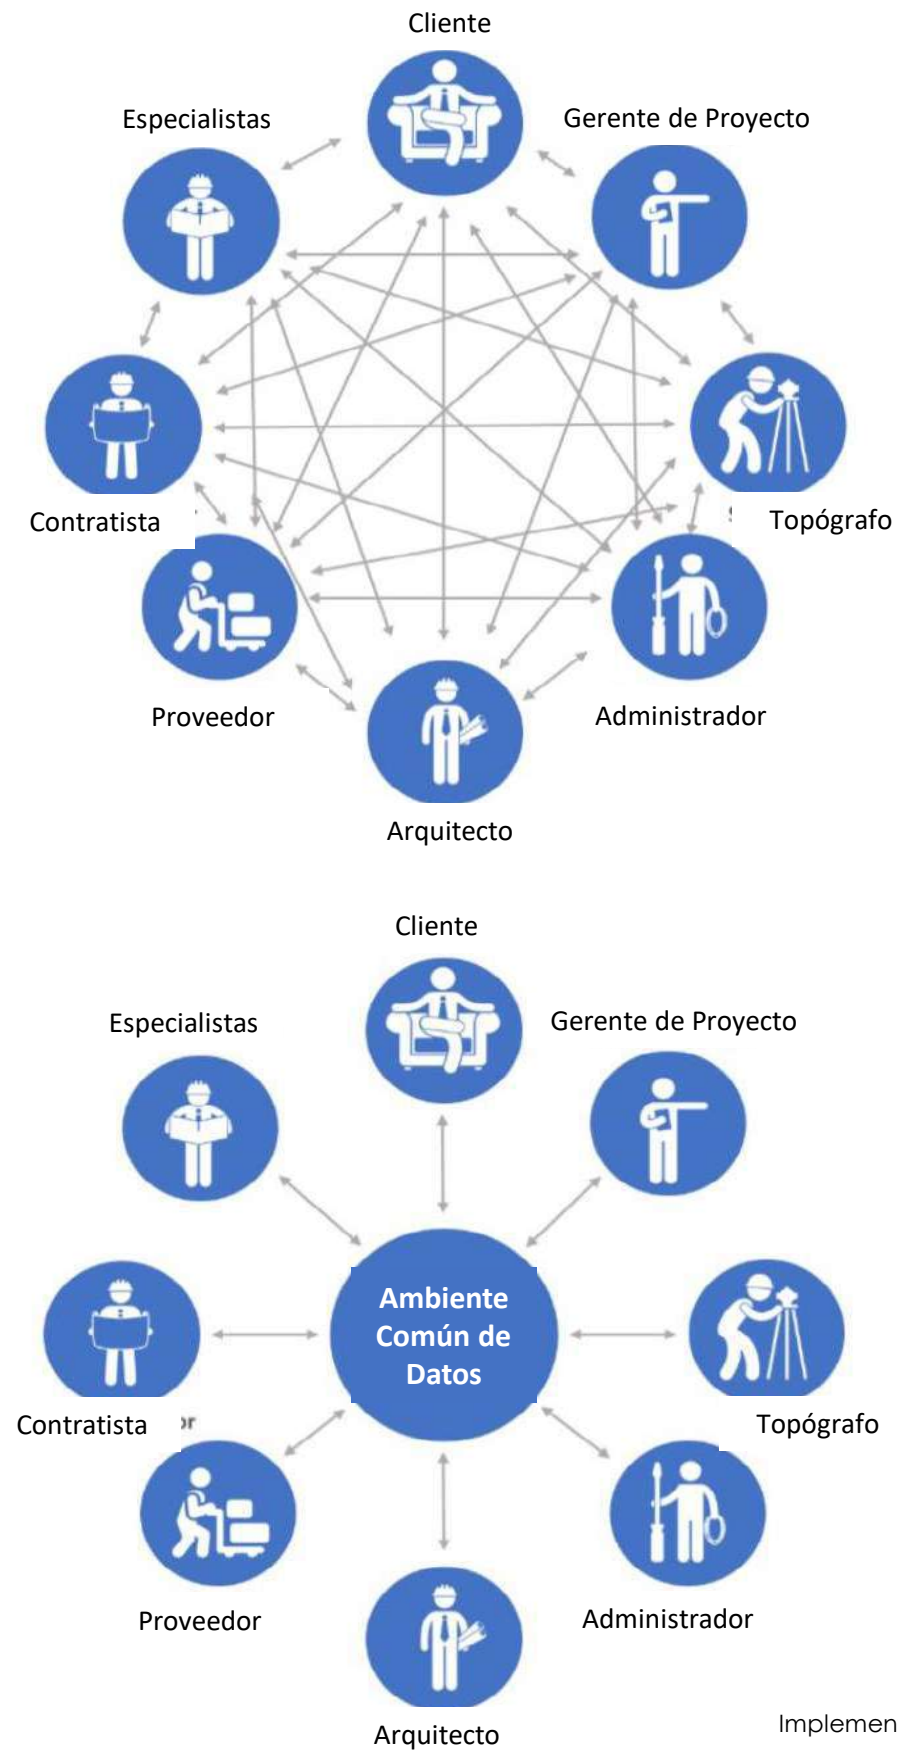 Cliente
Especialistas
Gerente de Proyecto
Contratista
Topógrafo
Proveedor
Administrador
Arquitecto
Cliente
Especialistas
Gerente de Proyecto
Ambiente
Común de
Datos
Contratista
or
Topógrafo
Proveedor
Administrador
Arquitecto
Implemen